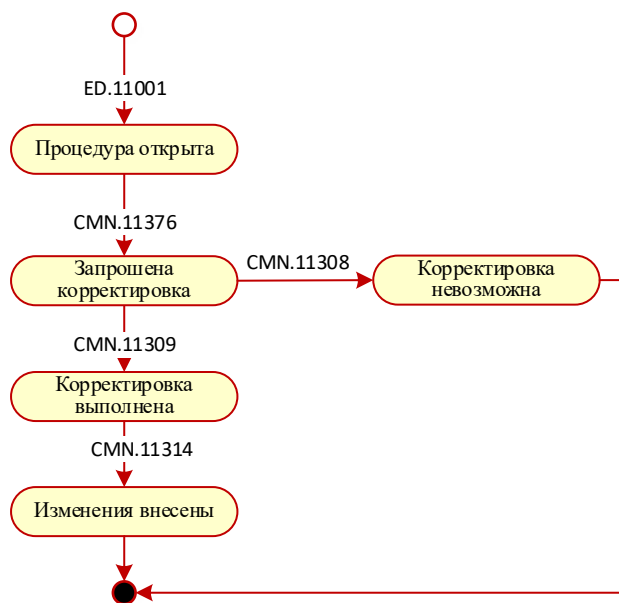 ED.11001
Процедура открыта
CMN.11376
Запрошена
корректировка
CMN.11308
Корректировка
невозможна
CMN.11309
Корректировка
выполнена
CMN.11314
Изменения внесены